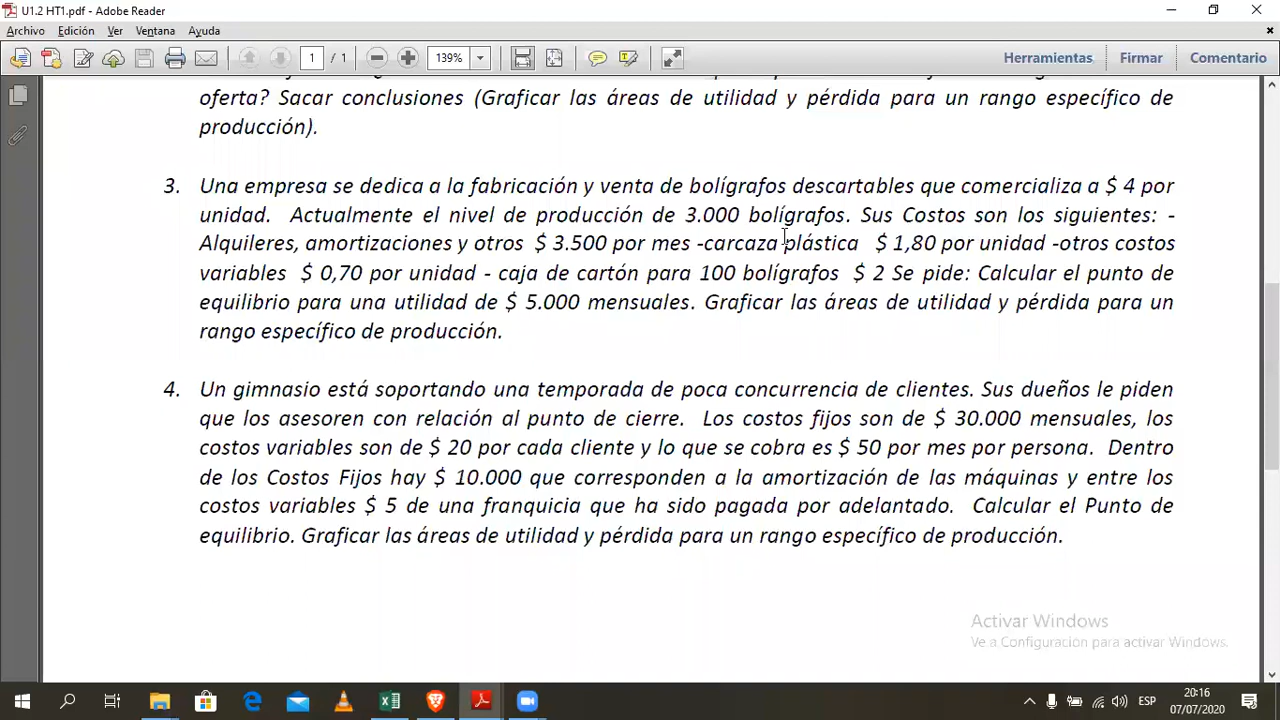 U1.2 HT1.pdf - Adobe Reader
Archivo Edición Ver Ventana Ayuda
1 / 1 139% Herramientas Firmar Comentario
oferta? Sacar conclusiones (Graficar las áreas de utilidad y pérdida para un rango específico de
producción).
3. Una empresa se dedica a la fabricación y venta de bolígrafos descartables que comercializa a $ 4 por
unidad. Actualmente el nivel de producción de 3.000 bolígrafos. Sus Costos son los siguientes: -
Alquileres, amortizaciones y otros $ 3.500 por mes -carcaza plástica $ 1,80 por unidad -otros costos
variables $ 0,70 por unidad - caja de cartón para 100 bolígrafos $ 2 Se pide: Calcular el punto de
equilibrio para una utilidad de $ 5.000 mensuales. Graficar las áreas de utilidad y pérdida para un
rango específico de producción.
4. Un gimnasio está soportando una temporada de poca concurrencia de clientes. Sus dueños le piden
que los asesoren con relación al punto de cierre. Los costos fijos son de $ 30.000 mensuales, los
costos variables son de $ 20 por cada cliente y lo que se cobra es $ 50 por mes por persona. Dentro
de los Costos Fijos hay $ 10.000 que corresponden a la amortización de las máquinas y entre los
costos variables $ 5 de una franquicia que ha sido pagada por adelantado. Calcular el Punto de
equilibrio. Graficar las áreas de utilidad y pérdida para un rango específico de producción.
Activar Windows
Ve a Configuración para activar Windows.
ESP
20:16
07/07/2020